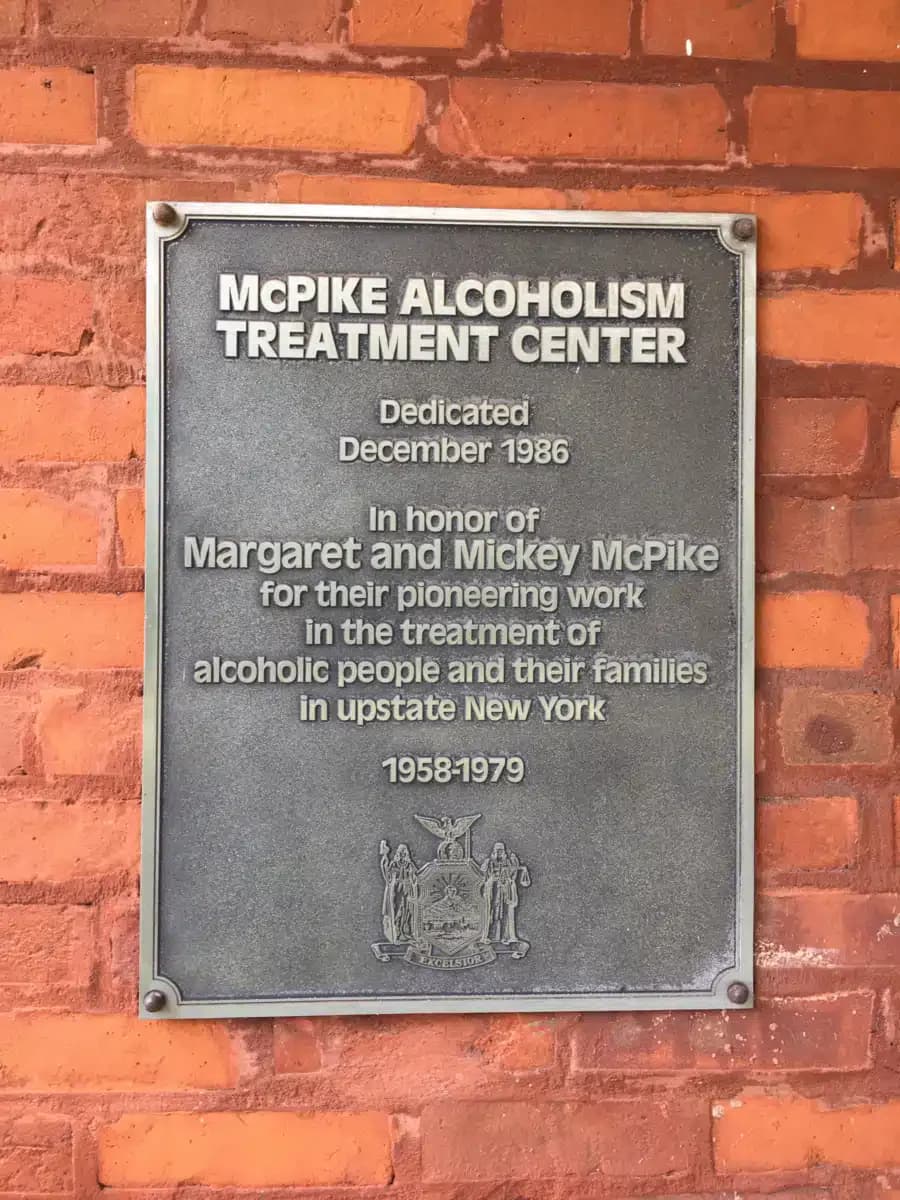 McPIKE ALCOHOLISM
TREATMENT CENTER
Dedicated
December 1986
In honor of
Margaret and Mickey McPike
for their pioneering work
in the treatment of
alcoholic people and their families
in upstate New York
1958-1979
EXCELSIOR